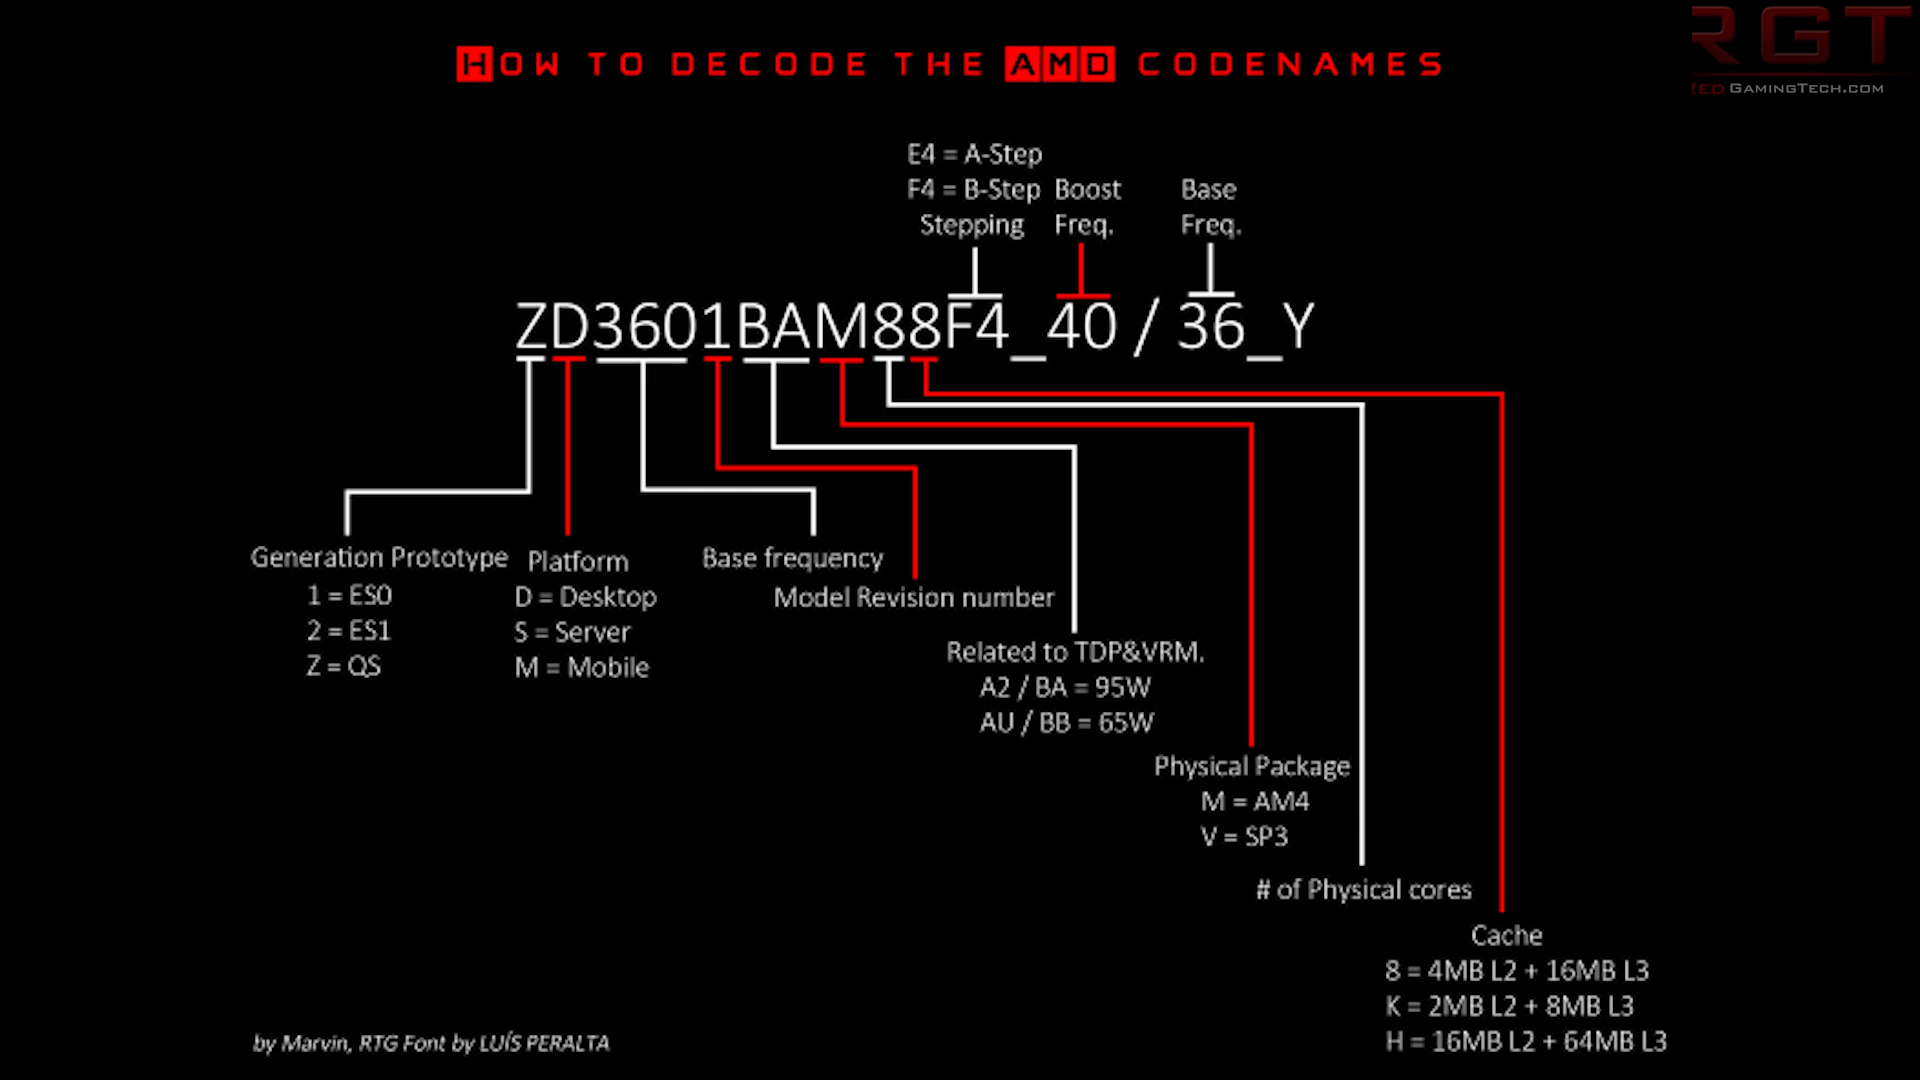 HOW TO DECODE THE AMD CODENAMES
RGT
RED GAMINGTECH.COM
E4 = A-Step
F4 = B-Step
Stepping
Boost
Freq.
Base
Freq.
ZD3601BAM88F4_40 / 36_Y
Generation Prototype
1 = ES0
2 = ES1
Z = QS
Platform
D = Desktop
S = Server
M = Mobile
Base frequency
Model Revision number
Related to TDP&VRM.
A2 / BA = 95W
AU / BB = 65W
Physical Package
M = AM4
V = SP3
# of Physical cores
Cache
8 = 4MB L2 + 16MB L3
K = 2MB L2 + 8MB L3
H = 16MB L2 + 64MB L3
by Marvin, RTG Font by LUÍS PERALTA